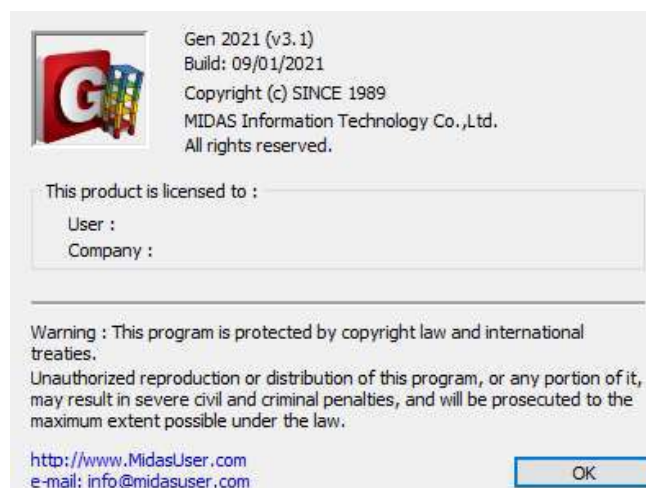 G
Gen 2021 (v3.1)
Build: 09/01/2021
Copyright (c) SINCE 1989
MIDAS Information Technology Co.,Ltd.
All rights reserved.
This product is licensed to :
User :
Company :
Warning : This program is protected by copyright law and international
treaties.
Unauthorized reproduction or distribution of this program, or any portion of it,
may result in severe civil and criminal penalties, and will be prosecuted to the
maximum extent possible under the law.
http://www.MidasUser.com
e-mail: info@midasuser.com
OK